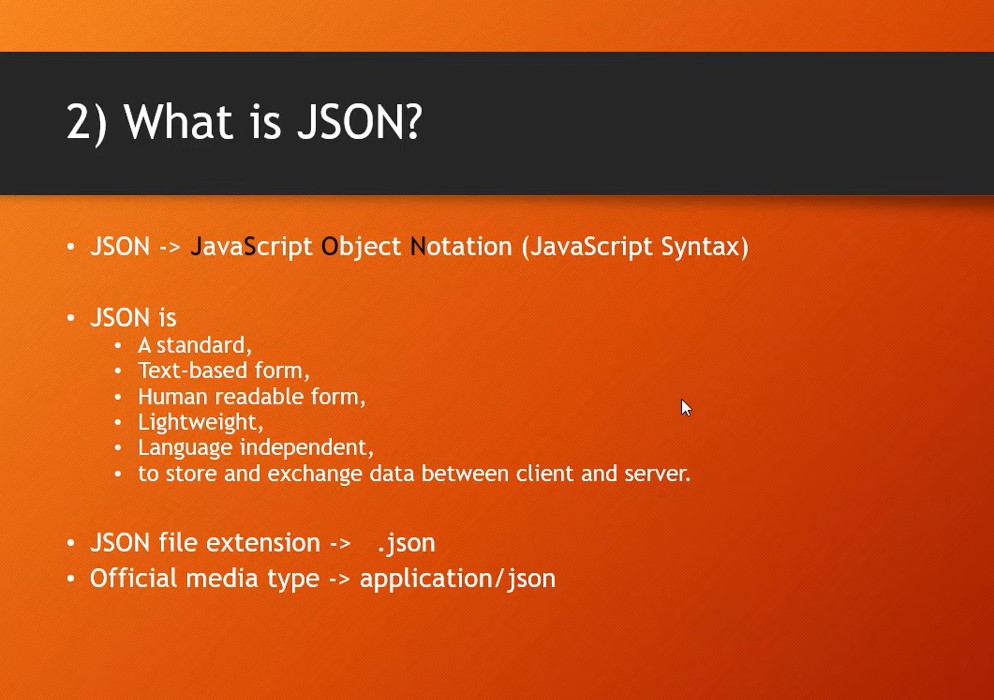 2) What is JSON?
• JSON -> JavaScript Object Notation (JavaScript Syntax)
• JSON is
• A standard,
• Text-based form,
• Human readable form,
• Lightweight,
• Language independent,
• to store and exchange data between client and server.
• JSON file extension -> .json
• Official media type -> application/json